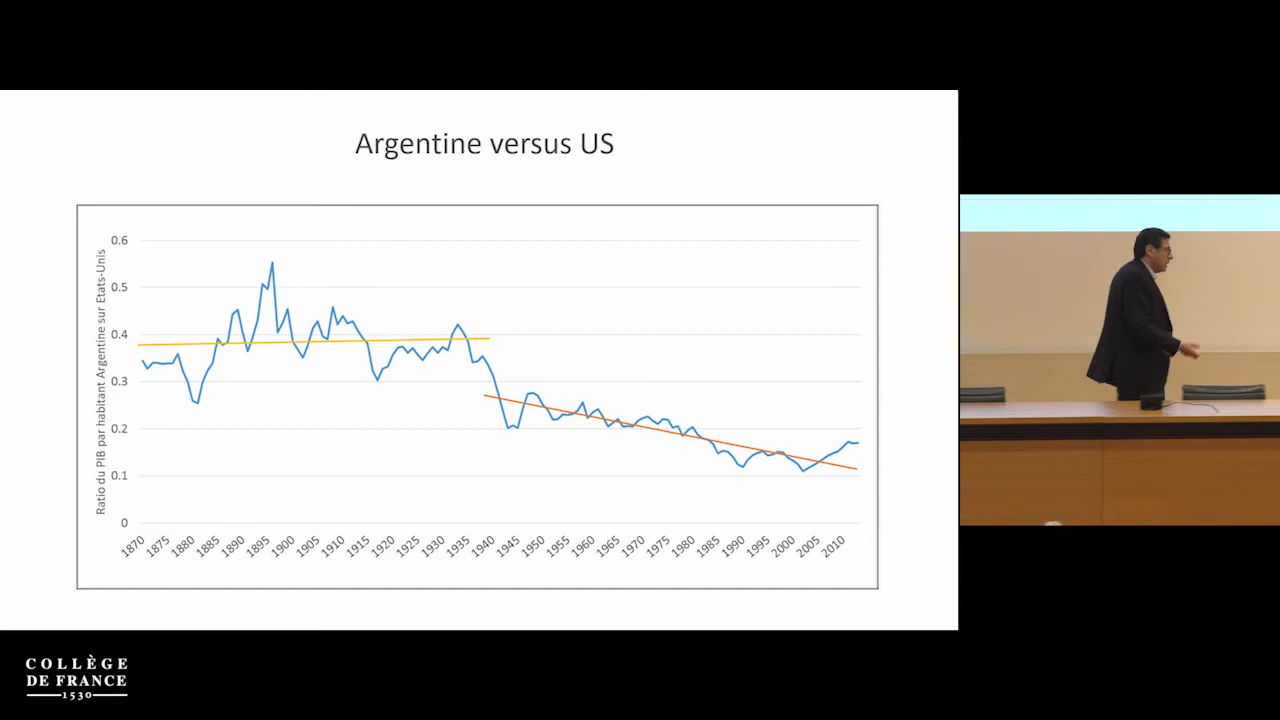 Argentine versus US
Ratio du PIB par habitant Argentine sur Etats-Unis
0.6
0.5
0.4
0.3
0.2
0.1
0
1870 1875 1880 1885 1890 1895 1900 1905 1910 1915 1920 1925 1930 1935 1940 1945 1950 1955 1960 1965 1970 1975 1980 1985 1990 1995 2000 2005 2010
COLLÈGE
DE FRANCE
1530